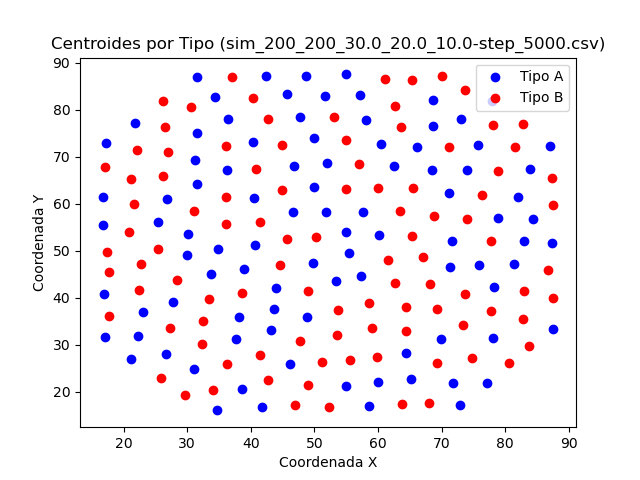 Centroides por Tipo (sim_200_200_30.0_20.0_10.0-step_5000.csv)
Tipo A
Tipo B
90
80
70
60
50
40
30
20
Coordenada Y
20 30 40 50 60 70 80 90
Coordenada X